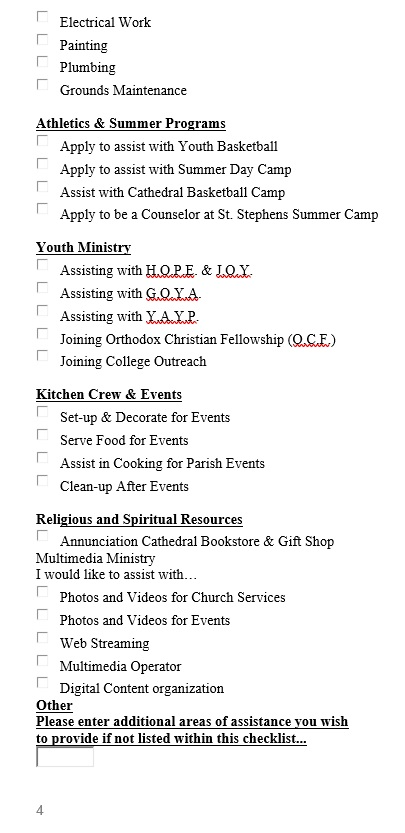 Electrical Work
Painting
Plumbing
Grounds Maintenance
Athletics & Summer Programs
Apply to assist with Youth Basketball
Apply to assist with Summer Day Camp
Assist with Cathedral Basketball Camp
Apply to be a Counselor at St. Stephens Summer Camp
Youth Ministry
Assisting with H.O.P.E. & J.O.Y.
Assisting with G.O.Y.A.
Assisting with Y.A.Y.P.
Joining Orthodox Christian Fellowship (O.C.F.)
Joining College Outreach
Kitchen Crew & Events
Set-up & Decorate for Events
Serve Food for Events
Assist in Cooking for Parish Events
Clean-up After Events
Religious and Spiritual Resources
Annunciation Cathedral Bookstore & Gift Shop
Multimedia Ministry
I would like to assist with…
Photos and Videos for Church Services
Photos and Videos for Events
Web Streaming
Multimedia Operator
Digital Content organization
Other
Please enter additional areas of assistance you wish
to provide if not listed within this checklist...
4